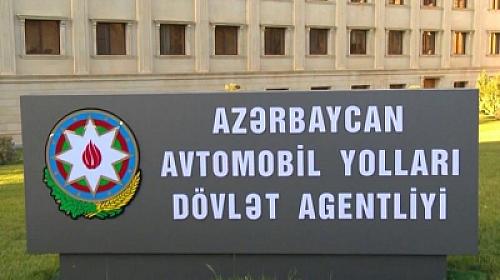 AZƏRBAYCAN
AVTOMOBİL YOLLARI
DÖVLƏT AGENTLİYİ